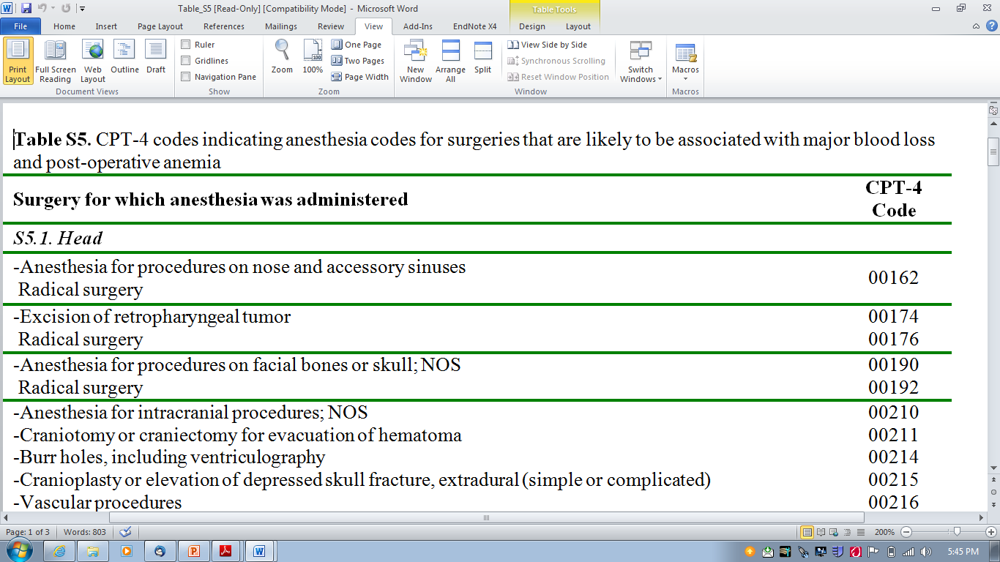 Table_S5 [Read-Only] [Compatibility Mode] - Microsoft Word
Table Tools
File Home Insert Page Layout References Mailings Review View Add-Ins EndNote X4 Design Layout
Print Layout
Full Screen Reading
Web Layout
Outline
Draft
Document Views
Ruler
Gridlines
Navigation Pane
Show
Zoom
100%
One Page
Two Pages
Page Width
Zoom
New Window
Arrange All
Split
View Side by Side
Synchronous Scrolling
Reset Window Position
Window
Switch Windows
Macros
Macros
Table S5. CPT-4 codes indicating anesthesia codes for surgeries that are likely to be associated with major blood loss
and post-operative anemia
Surgery for which anesthesia was administered CPT-4 Code
S5.1. Head
-Anesthesia for procedures on nose and accessory sinuses
Radical surgery 00162
-Excision of retropharyngeal tumor 00174
Radical surgery 00176
-Anesthesia for procedures on facial bones or skull; NOS 00190
Radical surgery 00192
-Anesthesia for intracranial procedures; NOS 00210
-Craniotomy or craniectomy for evacuation of hematoma 00211
-Burr holes, including ventriculography 00214
-Cranioplasty or elevation of depressed skull fracture, extradural (simple or complicated) 00215
-Vascular procedures 00216
Page: 1 of 3 Words: 803 200%
5:45 PM